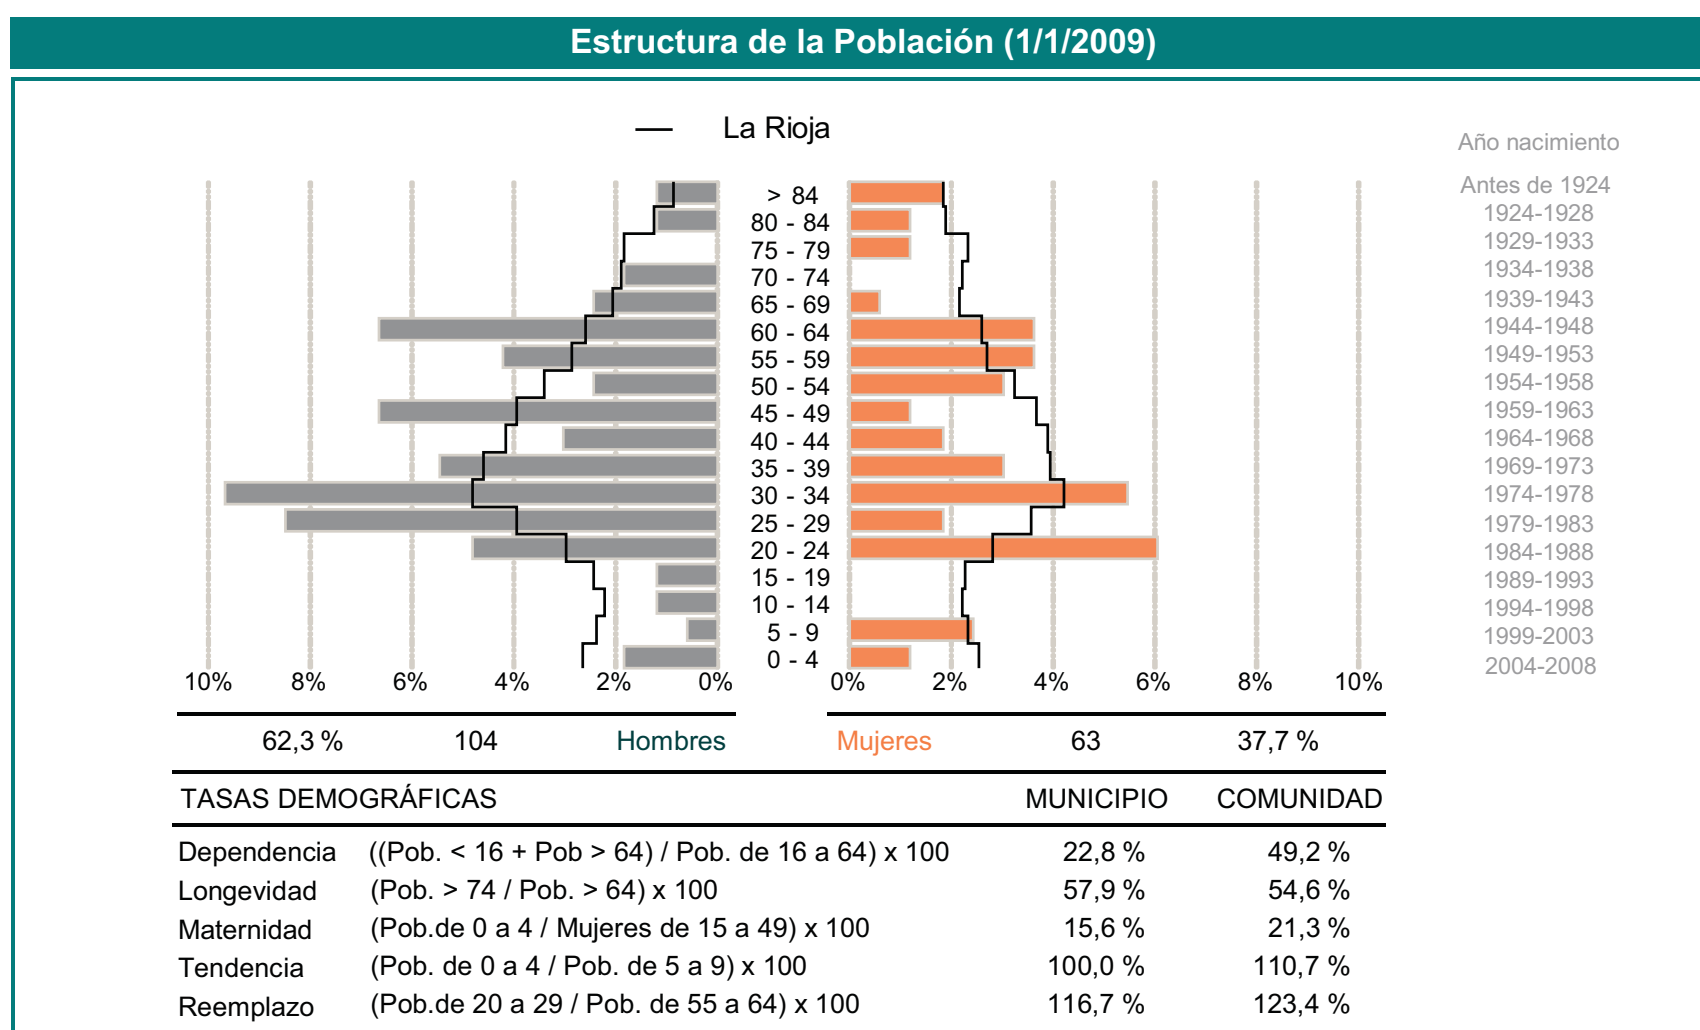 Estructura de la Población (1/1/2009)
La Rioja
Año nacimiento
> 84 Antes de 1924
80 - 84 1924-1928
75 - 79 1929-1933
70 - 74 1934-1938
65 - 69 1939-1943
60 - 64 1944-1948
55 - 59 1949-1953
50 - 54 1954-1958
45 - 49 1959-1963
40 - 44 1964-1968
35 - 39 1969-1973
30 - 34 1974-1978
25 - 29 1979-1983
20 - 24 1984-1988
15 - 19 1989-1993
10 - 14 1994-1998
5 - 9 1999-2003
0 - 4 2004-2008
10% 8% 6% 4% 2% 0% 0% 2% 4% 6% 8% 10%
62,3 % 104 Hombres Mujeres 63 37,7 %
TASAS DEMOGRÁFICAS MUNICIPIO COMUNIDAD
Dependencia ((Pob. < 16 + Pob > 64) / Pob. de 16 a 64) x 100 22,8 % 49,2 %
Longevidad (Pob. > 74 / Pob. > 64) x 100 57,9 % 54,6 %
Maternidad (Pob.de 0 a 4 / Mujeres de 15 a 49) x 100 15,6 % 21,3 %
Tendencia (Pob. de 0 a 4 / Pob. de 5 a 9) x 100 100,0 % 110,7 %
Reemplazo (Pob.de 20 a 29 / Pob. de 55 a 64) x 100 116,7 % 123,4 %